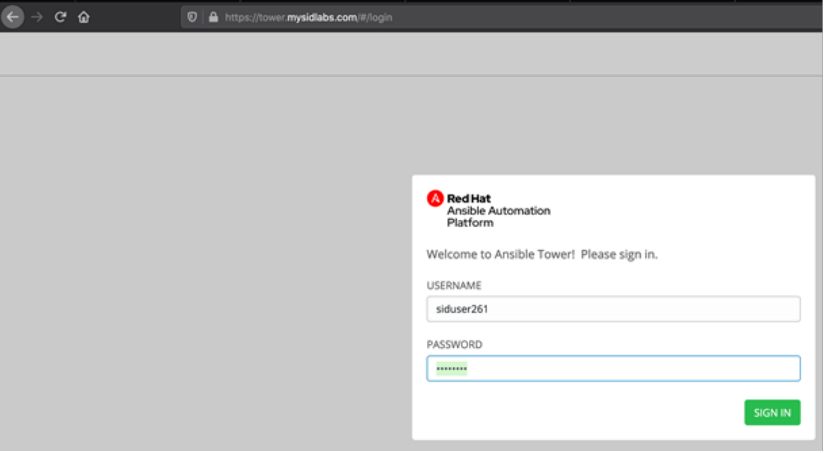 https://tower.mysidlabs.com/#/login
A Red Hat
Ansible Automation
Platform
Welcome to Ansible Tower! Please sign in.
USERNAME
siduser261
PASSWORD
••••••••
SIGN IN